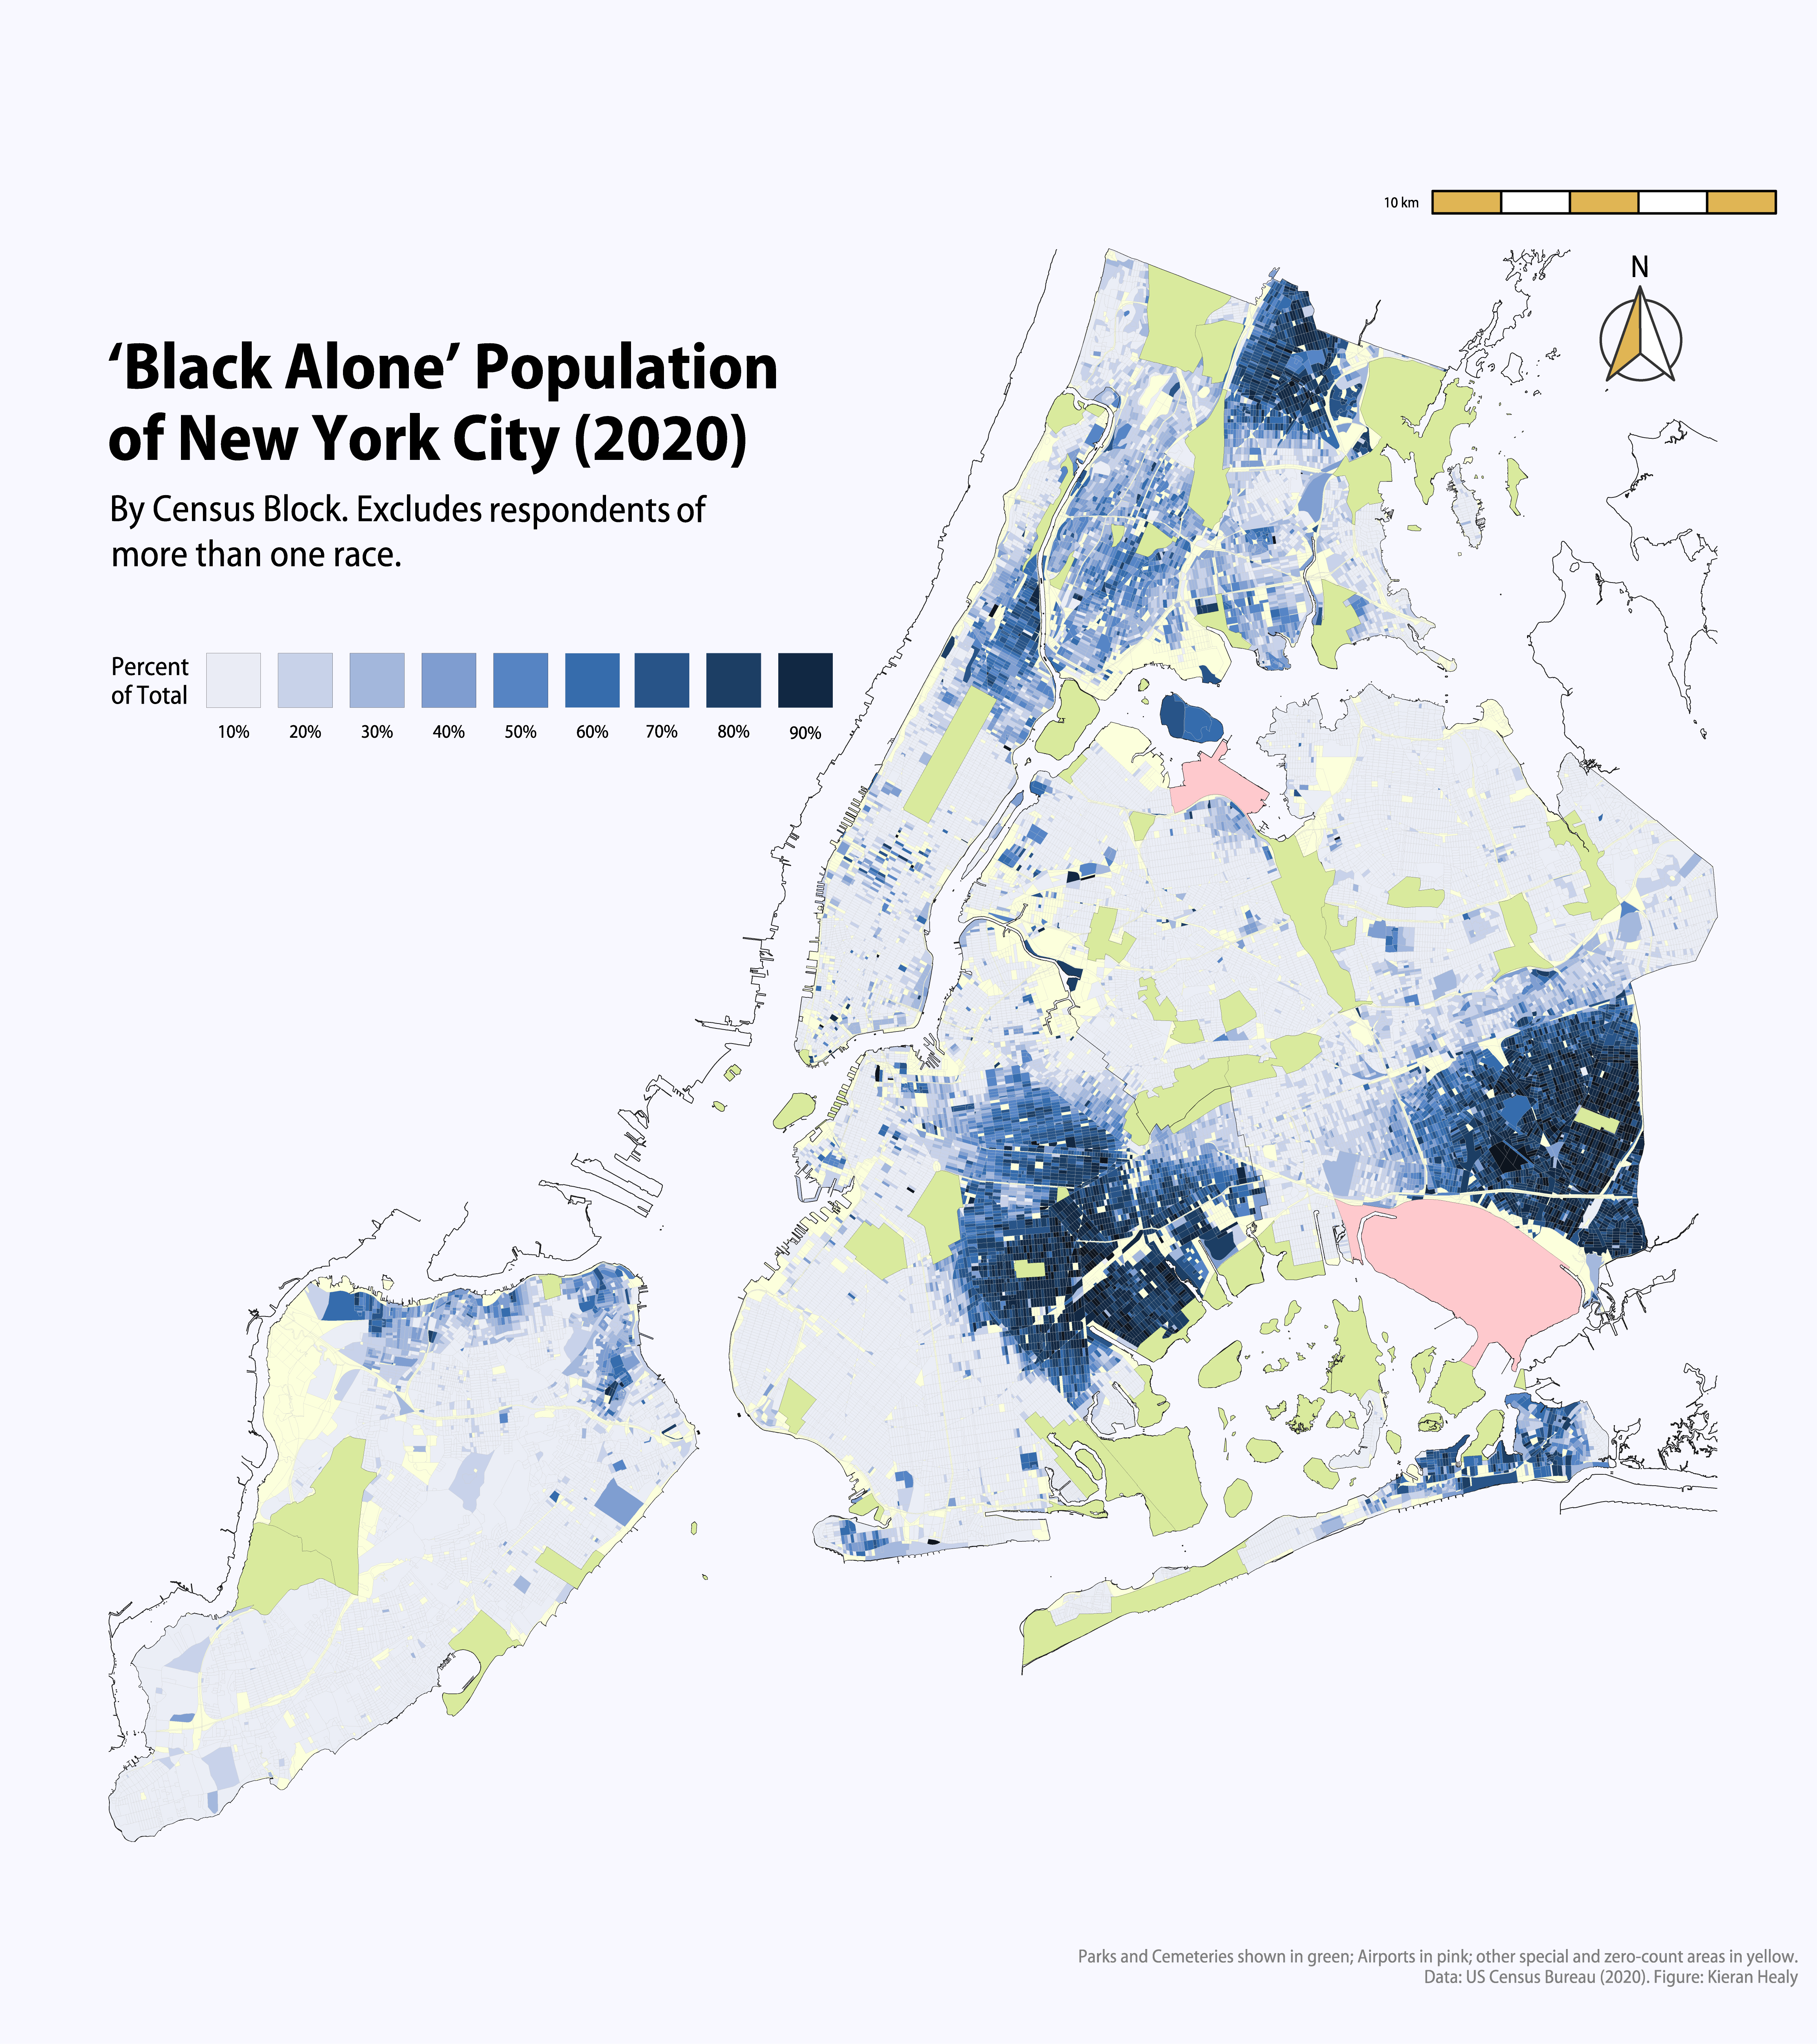 10 km
N
‘Black Alone’ Population
of New York City (2020)
By Census Block. Excludes respondents of
more than one race.
Percent
of Total
10% 20% 30% 40% 50% 60% 70% 80% 90%
Parks and Cemeteries shown in green; Airports in pink; other special and zero-count areas in yellow.
Data: US Census Bureau (2020). Figure: Kieran Healy